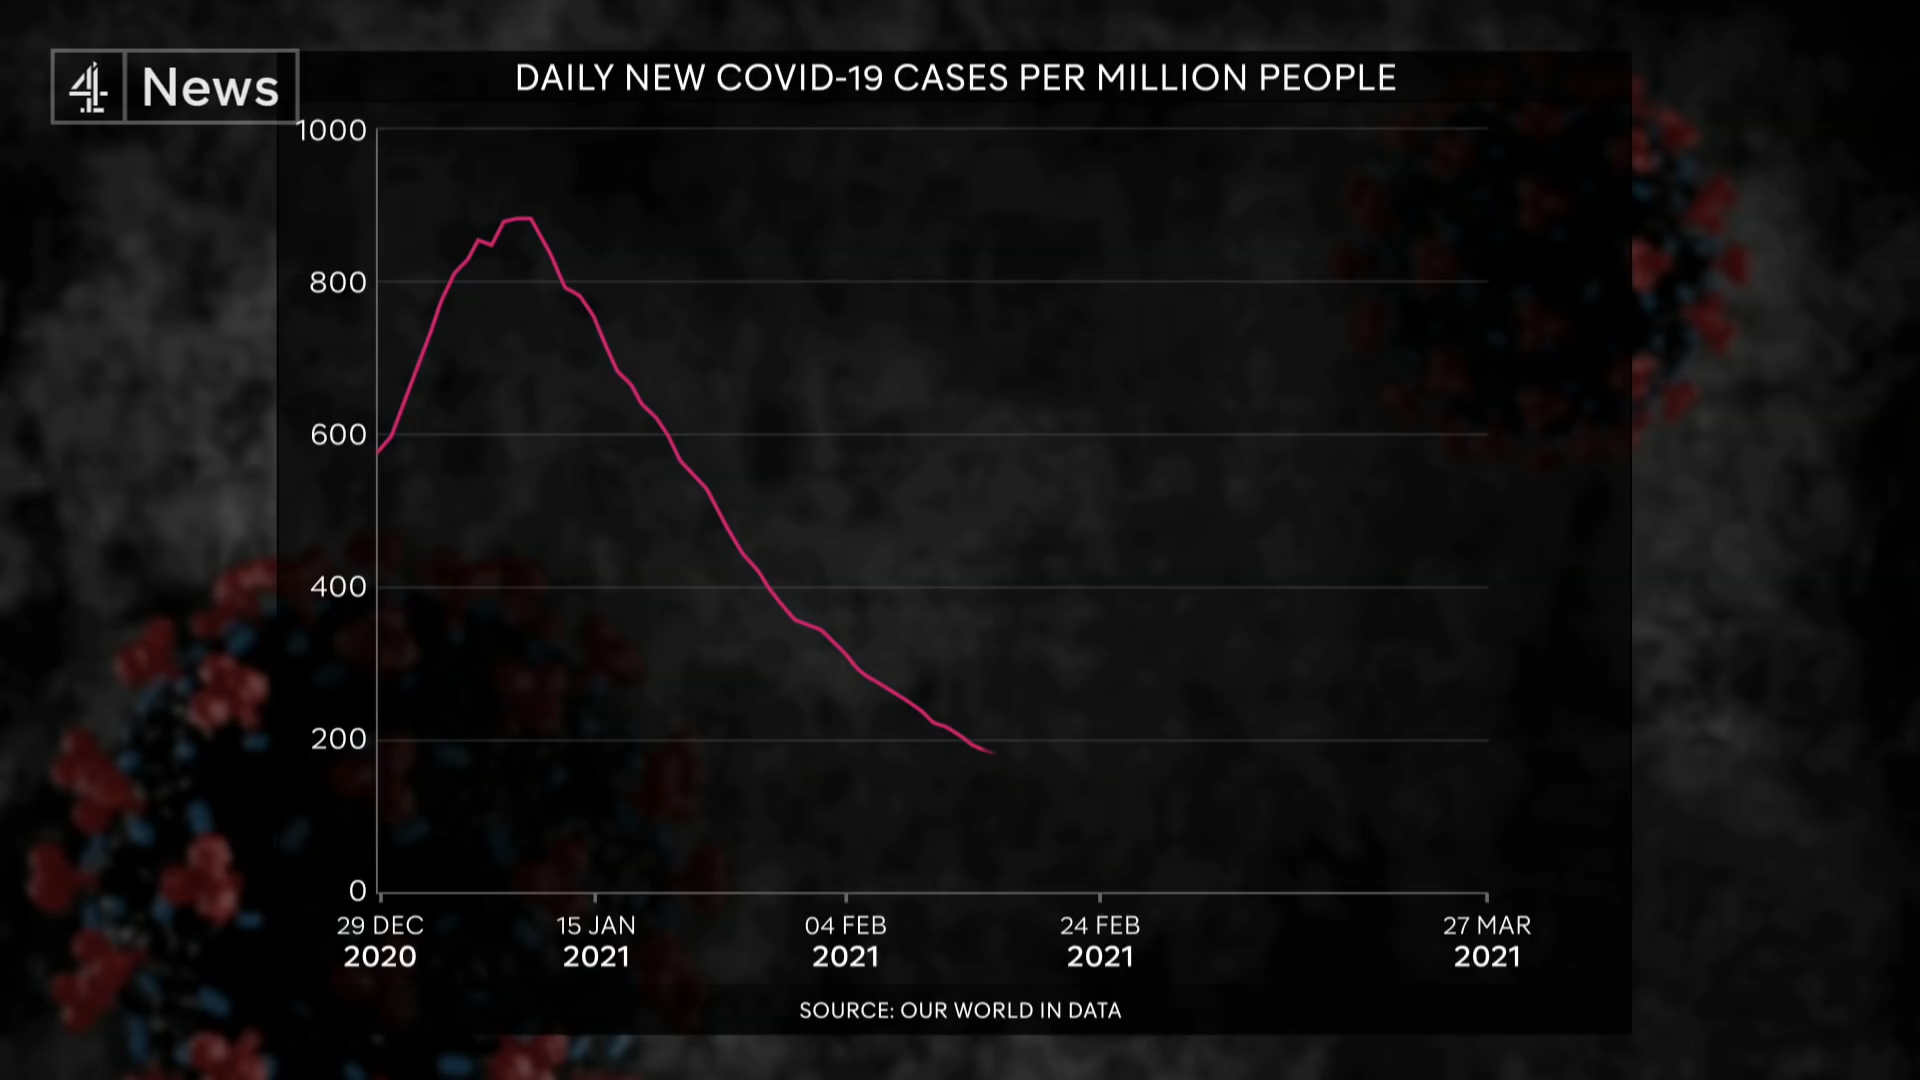 4 News
DAILY NEW COVID-19 CASES PER MILLION PEOPLE
1000
800
600
400
200
0
29 DEC 15 JAN 04 FEB 24 FEB 27 MAR
2020 2021 2021 2021 2021
SOURCE: OUR WORLD IN DATA